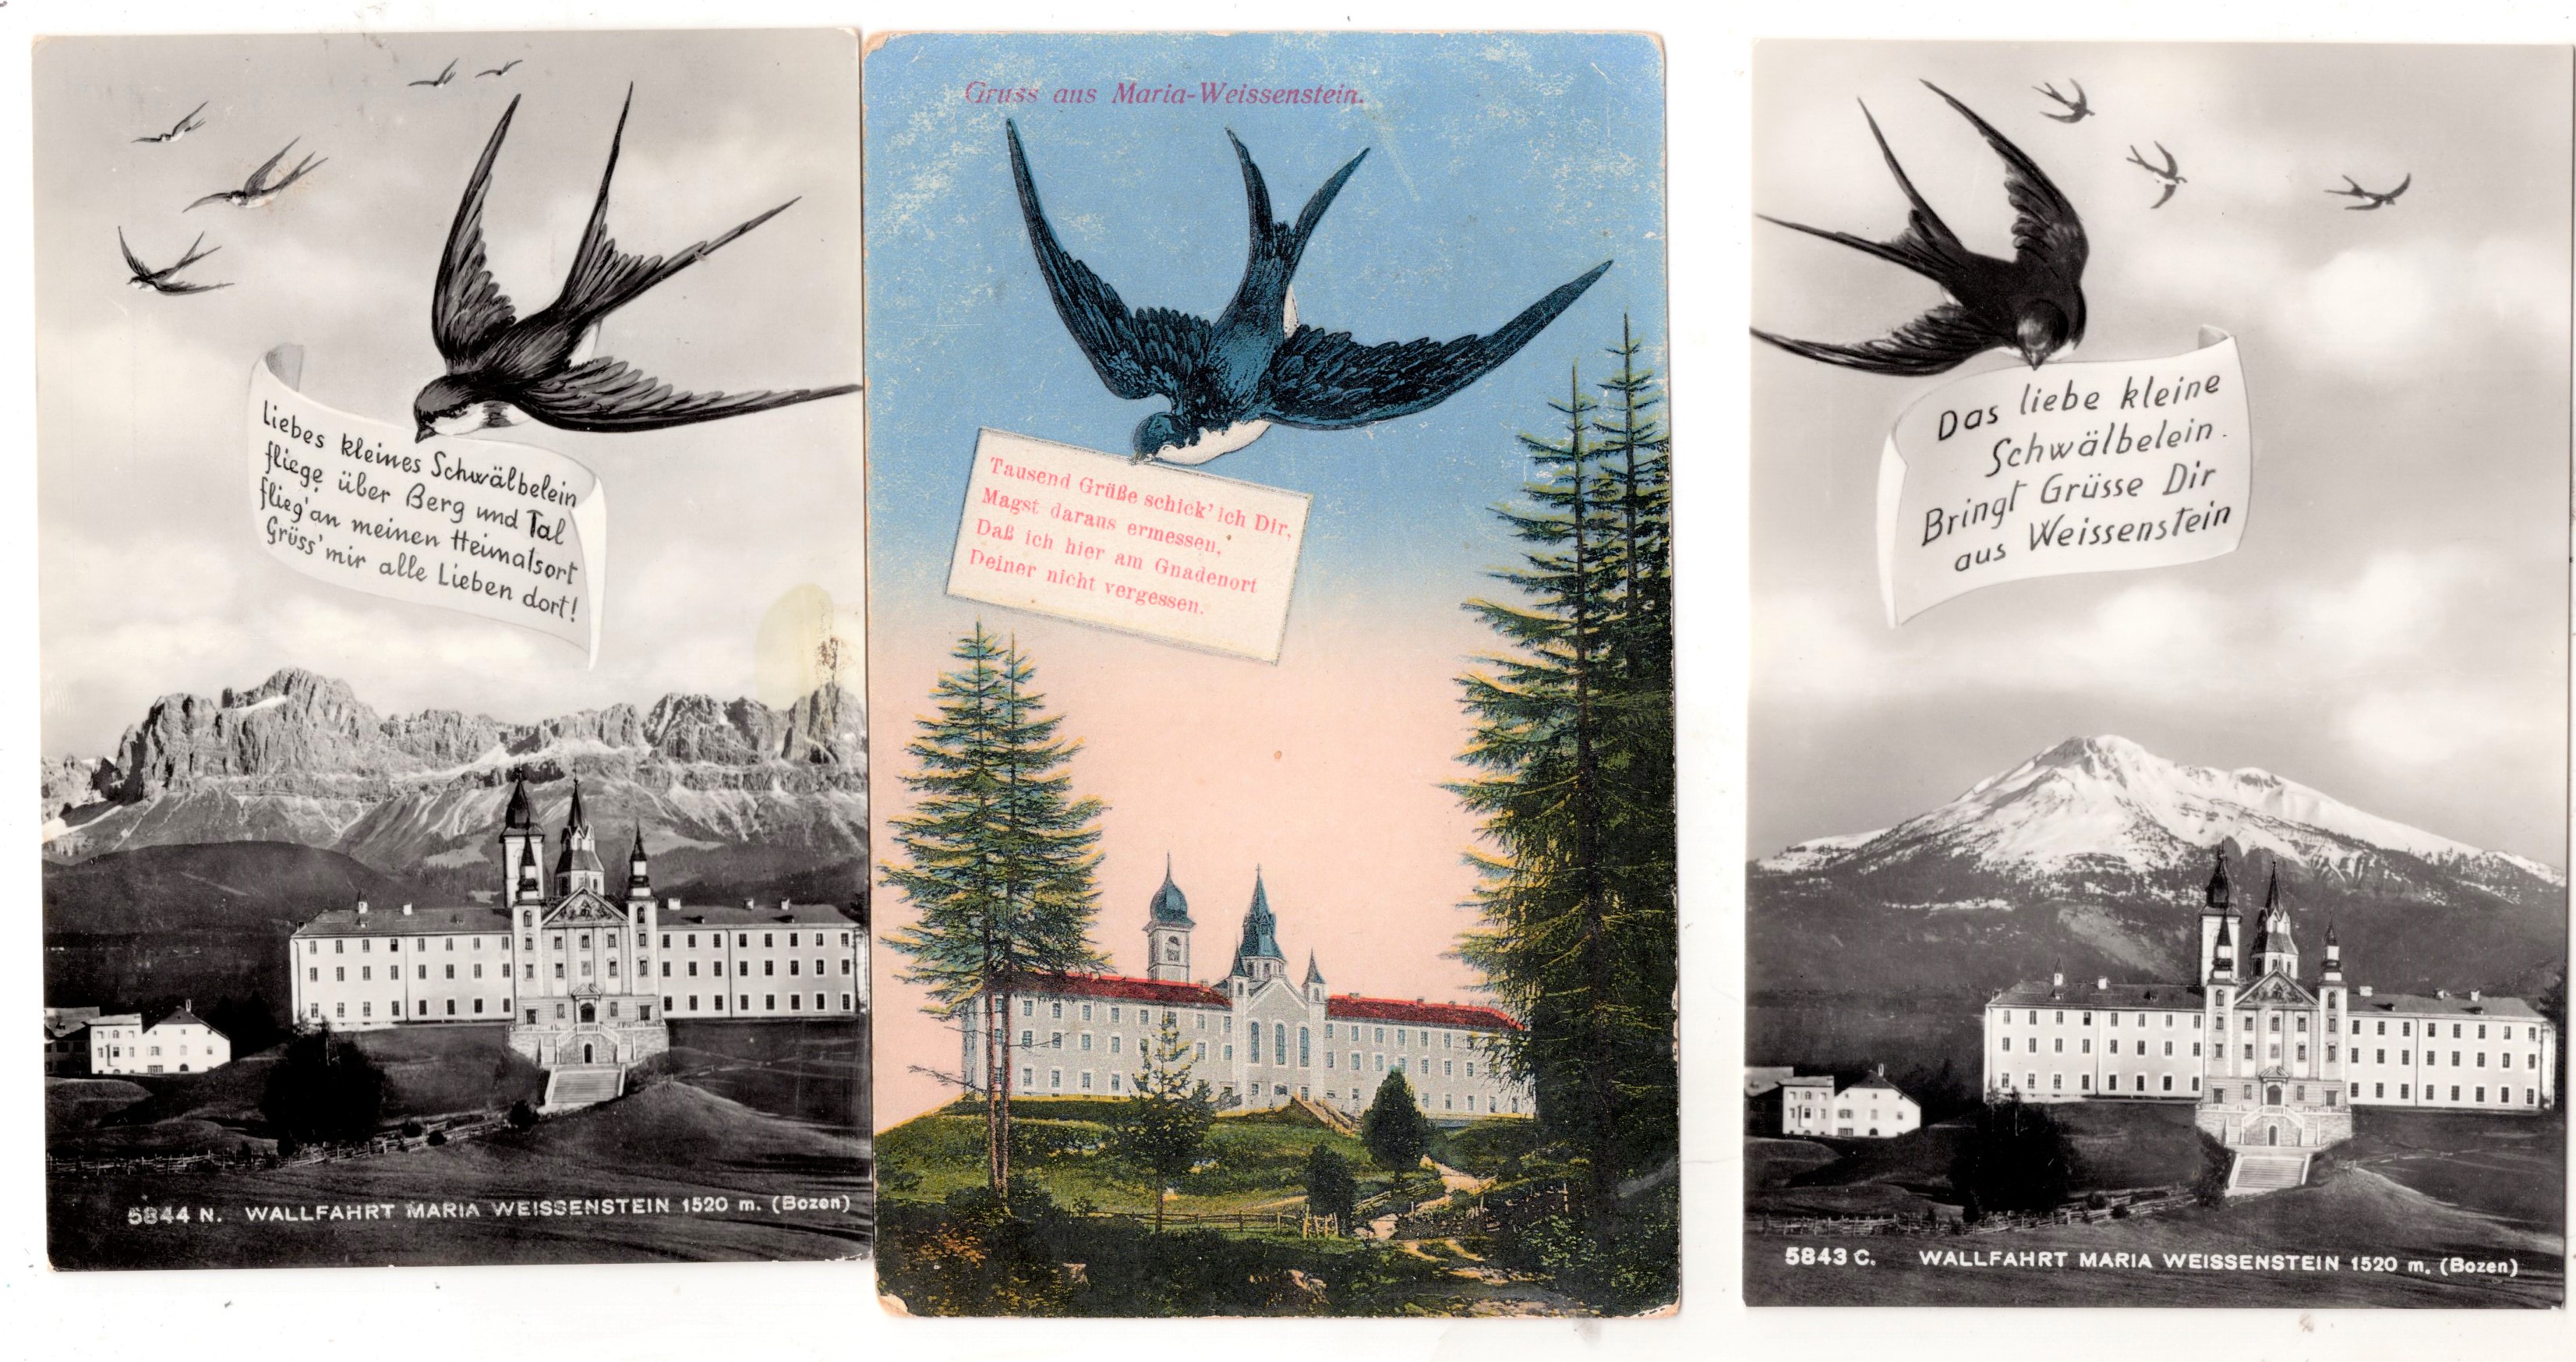 Liebes kleines Schwälbelein
fliege über Berg und Tal
flieg' an meinen Heimatsort
Grüss' mir alle Lieben dort!
5844 N. WALLFAHRT MARIA WEISSENSTEIN 1520 m. (Bozen)
Gruss aus Maria-Weissenstein.
Tausend Grüße schick' ich Dir,
Magst daraus ermessen,
Daß ich hier am Gnadenort
Deiner nicht vergessen.
Das liebe kleine
Schwälbelein.
Bringt Grüsse Dir
aus Weissenstein
5843 C. WALLFAHRT MARIA WEISSENSTEIN 1520 m. (Bozen)